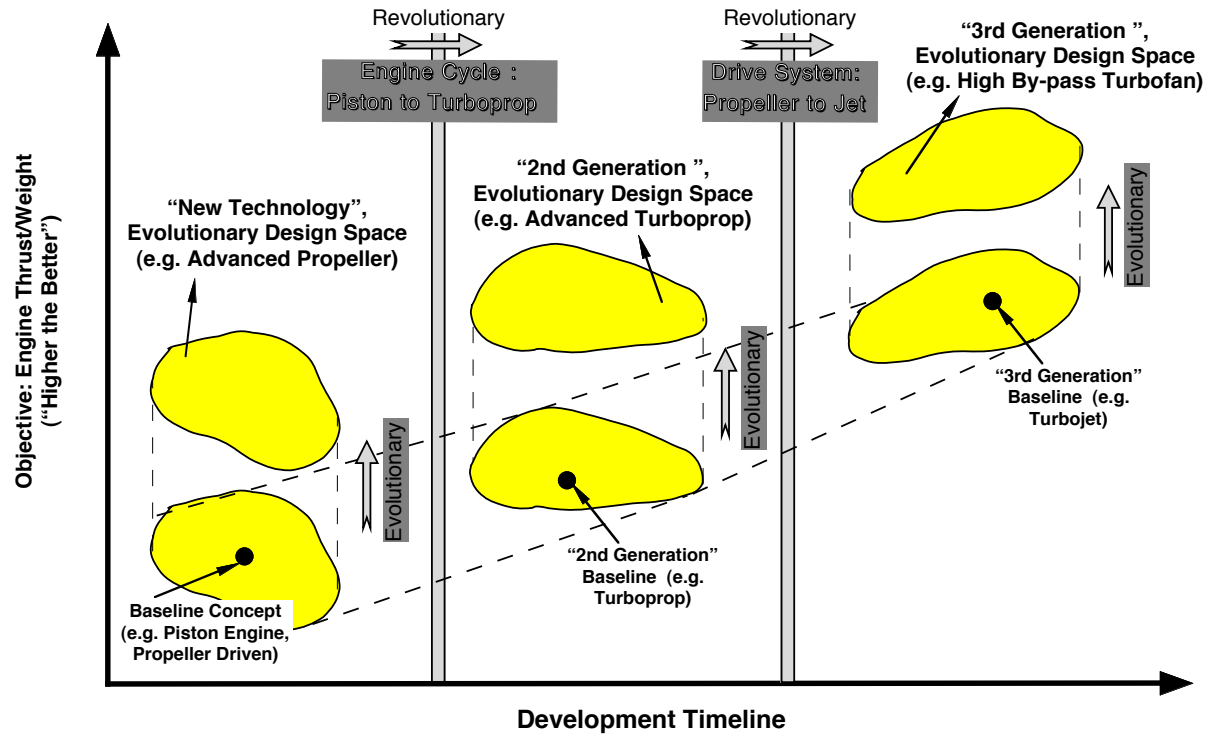 Revolutionary
Engine Cycle :
Piston to Turboprop
Revolutionary
Drive System:
Propeller to Jet
“3rd Generation ”,
Evolutionary Design Space
(e.g. High By-pass Turbofan)
“2nd Generation ”,
Evolutionary Design Space
(e.g. Advanced Turboprop)
“New Technology”,
Evolutionary Design Space
(e.g. Advanced Propeller)
Evolutionary
Evolutionary
Evolutionary
Objective: Engine Thrust/Weight
(“Higher the Better”)
“3rd Generation”
Baseline (e.g.
Turbojet)
“2nd Generation”
Baseline (e.g.
Turboprop)
Baseline Concept
(e.g. Piston Engine,
Propeller Driven)
Development Timeline